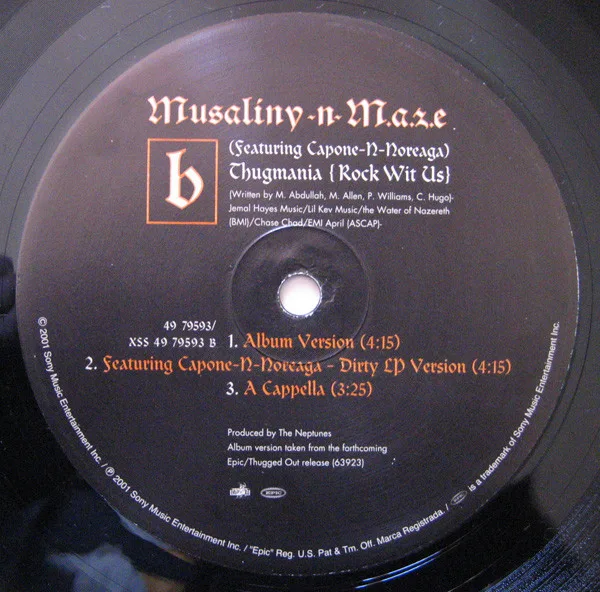 Musaliny -n- M.a.z.e
b
(Featuring Capone-N-Noreaga)
Thugmania {Rock Wit Us}
(Written by M. Abdullah, M. Allen, P. Williams, C. Hugo)-
Jemal Hayes Music/Lil Kev Music/the Water of Nazereth
(BMI)/Chase Chad/EMI April (ASCAP)-
49 79593/
XSS 49 79593 B
1. Album Version (4:15)
2. Featuring Capone-N-Noreaga - Dirty LP Version (4:15)
3. A Cappella (3:25)
Produced by The Neptunes
Album version taken from the forthcoming
Epic/Thugged Out release (63923)
EPIC
© 2001 Sony Music Entertainment Inc. / ℗ 2001 Sony Music Entertainment Inc. / "Epic" Reg. U.S. Pat & Tm. Off. Marca Registrada. / EPIC is a trademark of Sony Music Entertainment Inc.